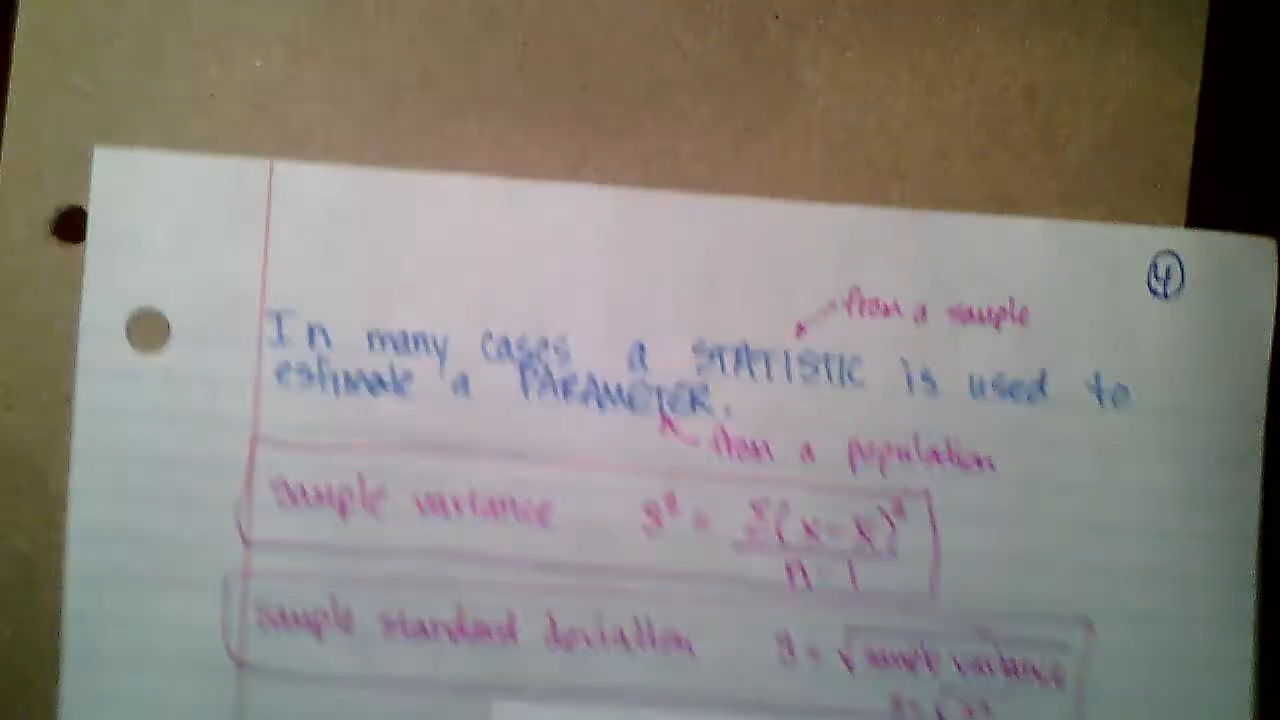 4
from a sample
In many cases a STATISTIC is used to
estimate a PARAMETER.
from a population
sample variance s² = Σ(x-x̄)² / n-1
sample standard deviation s = √sample variance